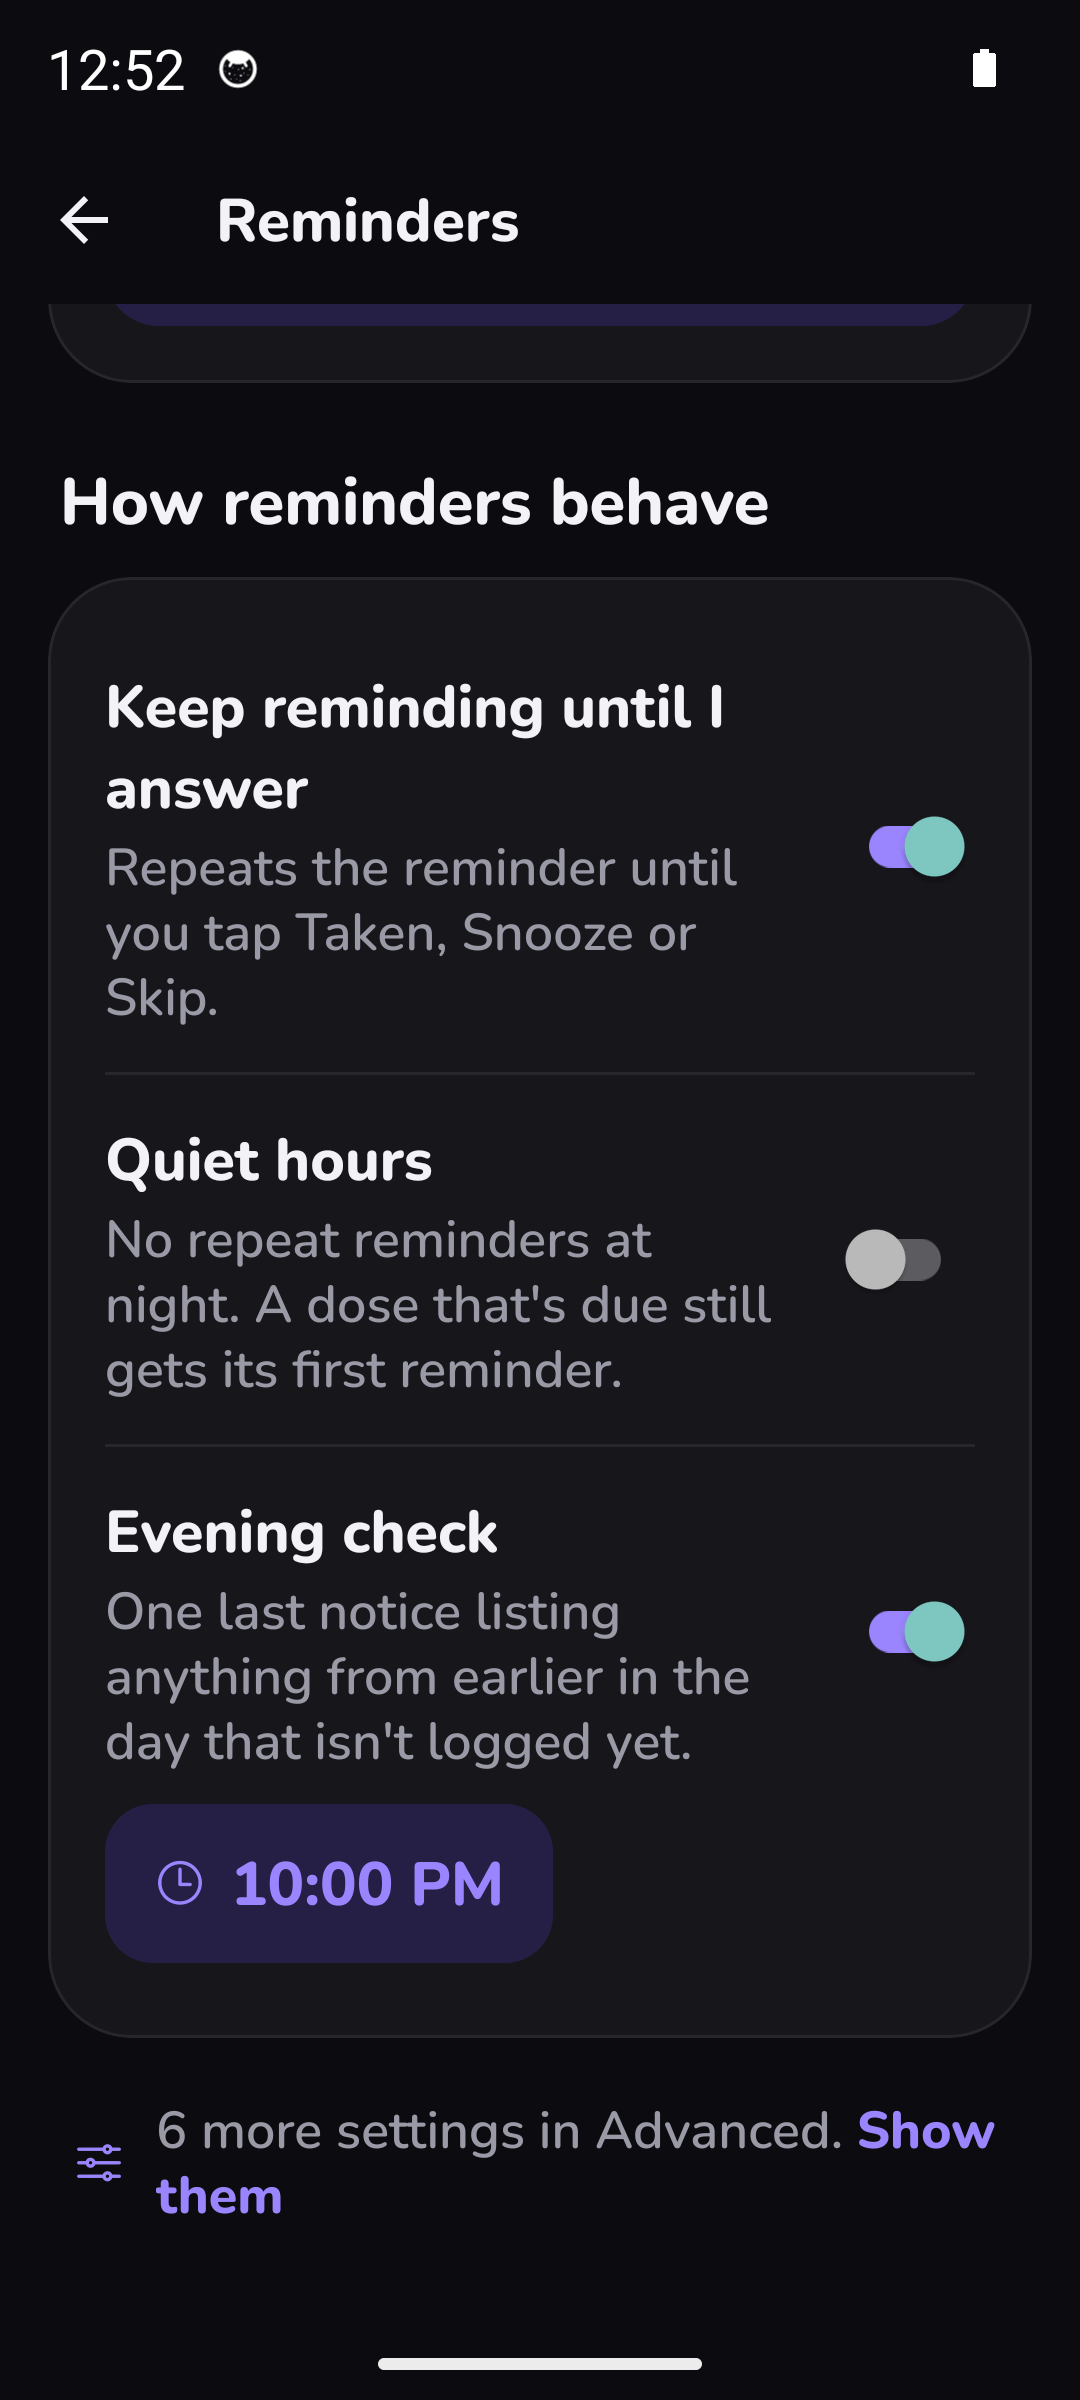 12:52
Reminders
How reminders behave
Keep reminding until I
answer
Repeats the reminder until
you tap Taken, Snooze or
Skip.
Quiet hours
No repeat reminders at
night. A dose that's due still
gets its first reminder.
Evening check
One last notice listing
anything from earlier in the
day that isn't logged yet.
10:00 PM
6 more settings in Advanced. Show
them